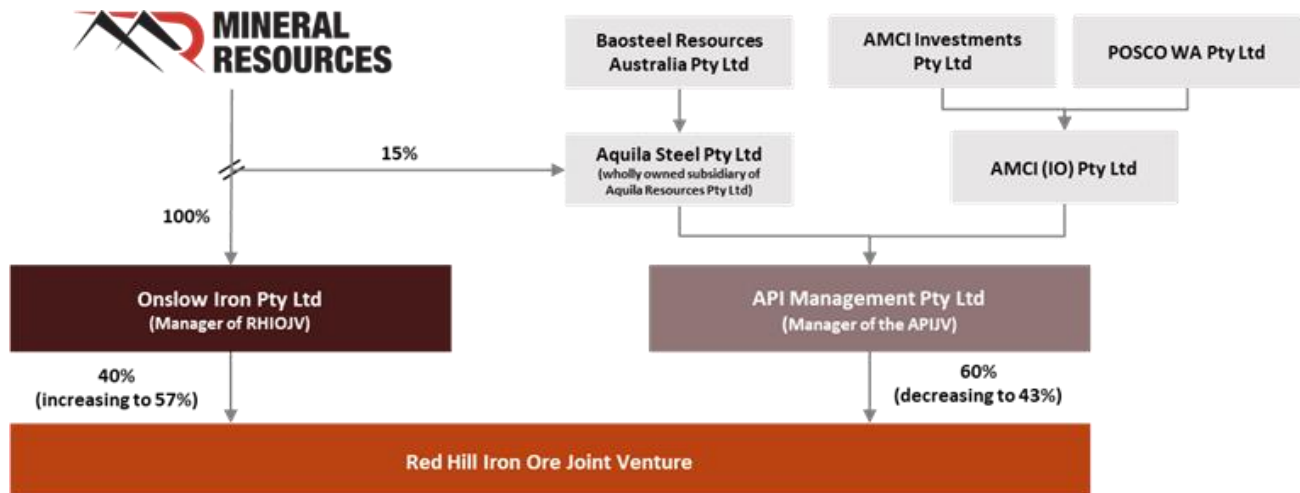 MINERAL
RESOURCES
Baosteel Resources
Australia Pty Ltd
AMCI Investments
Pty Ltd
POSCO WA Pty Ltd
15%
Aquila Steel Pty Ltd
(wholly owned subsidiary of
Aquila Resources Pty Ltd)
AMCI (IO) Pty Ltd
100%
Onslow Iron Pty Ltd
(Manager of RHIOJV)
API Management Pty Ltd
(Manager of the APIJV)
40%
(increasing to 57%)
60%
(decreasing to 43%)
Red Hill Iron Ore Joint Venture